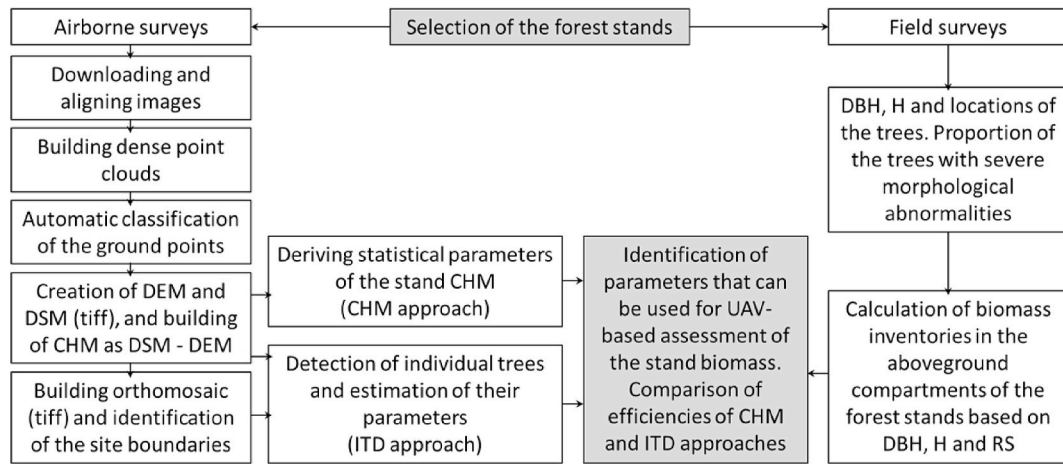 Airborne surveys
Selection of the forest stands
Field surveys
Downloading and
aligning images
Building dense point
clouds
Automatic classification
of the ground points
Creation of DEM and
DSM (tiff), and building
of CHM as DSM - DEM
Building orthomosaic
(tiff) and identification
of the site boundaries
Deriving statistical parameters
of the stand CHM
(CHM approach)
Detection of individual trees
and estimation of their
parameters
(ITD approach)
Identification of
parameters that can
be used for UAV-
based assessment of
the stand biomass.
Comparison of
efficiencies of CHM
and ITD approaches
DBH, H and locations of
the trees. Proportion of
the trees with severe
morphological
abnormalities
Calculation of biomass
inventories in the
aboveground
compartments of the
forest stands based on
DBH, H and RS